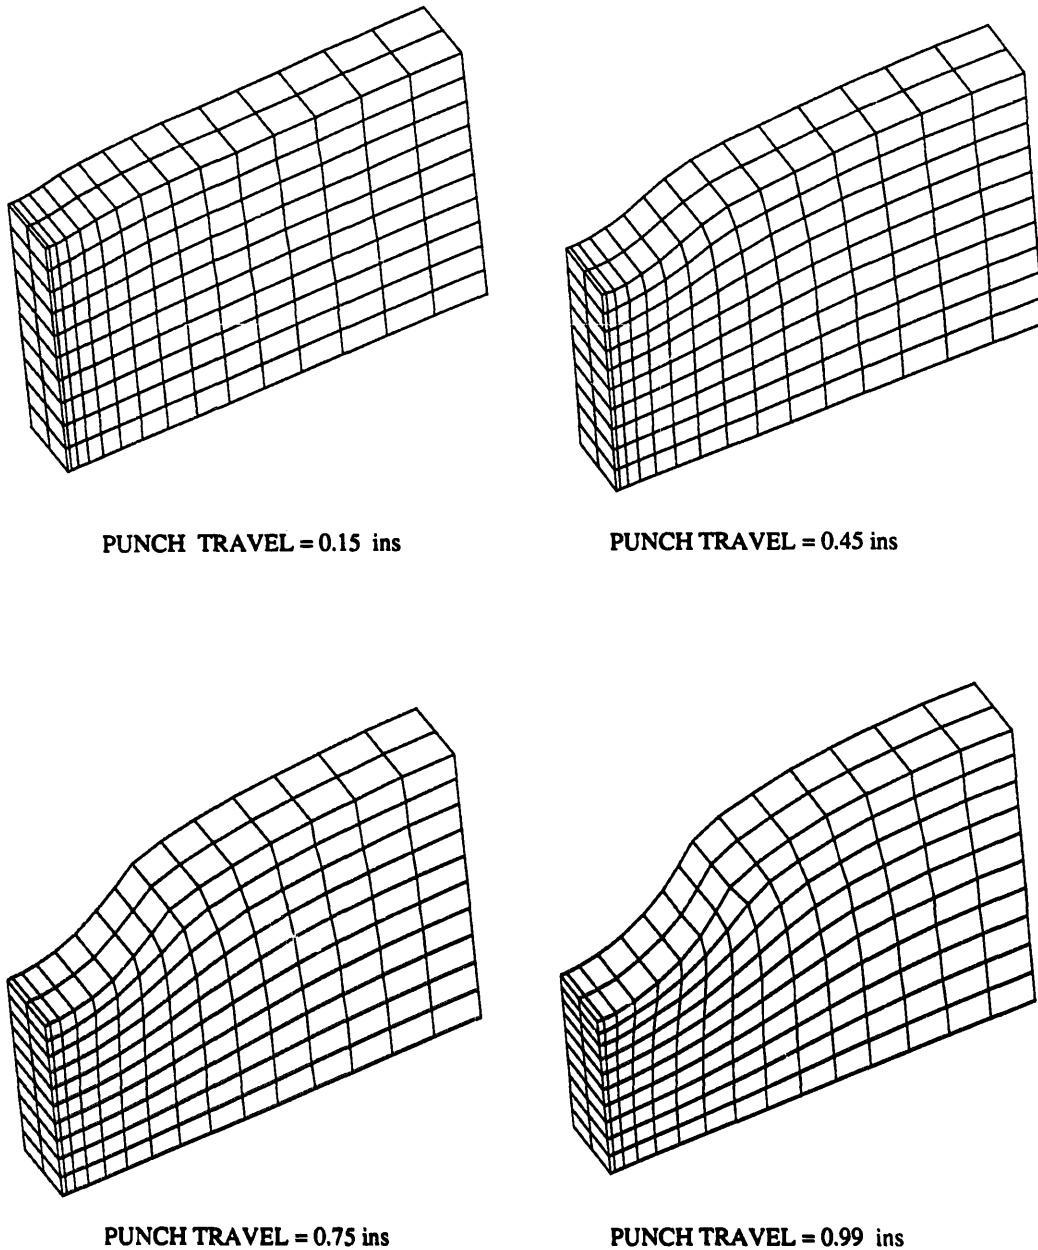 PUNCH TRAVEL = 0.15 ins
PUNCH TRAVEL = 0.45 ins
PUNCH TRAVEL = 0.75 ins
PUNCH TRAVEL = 0.99 ins